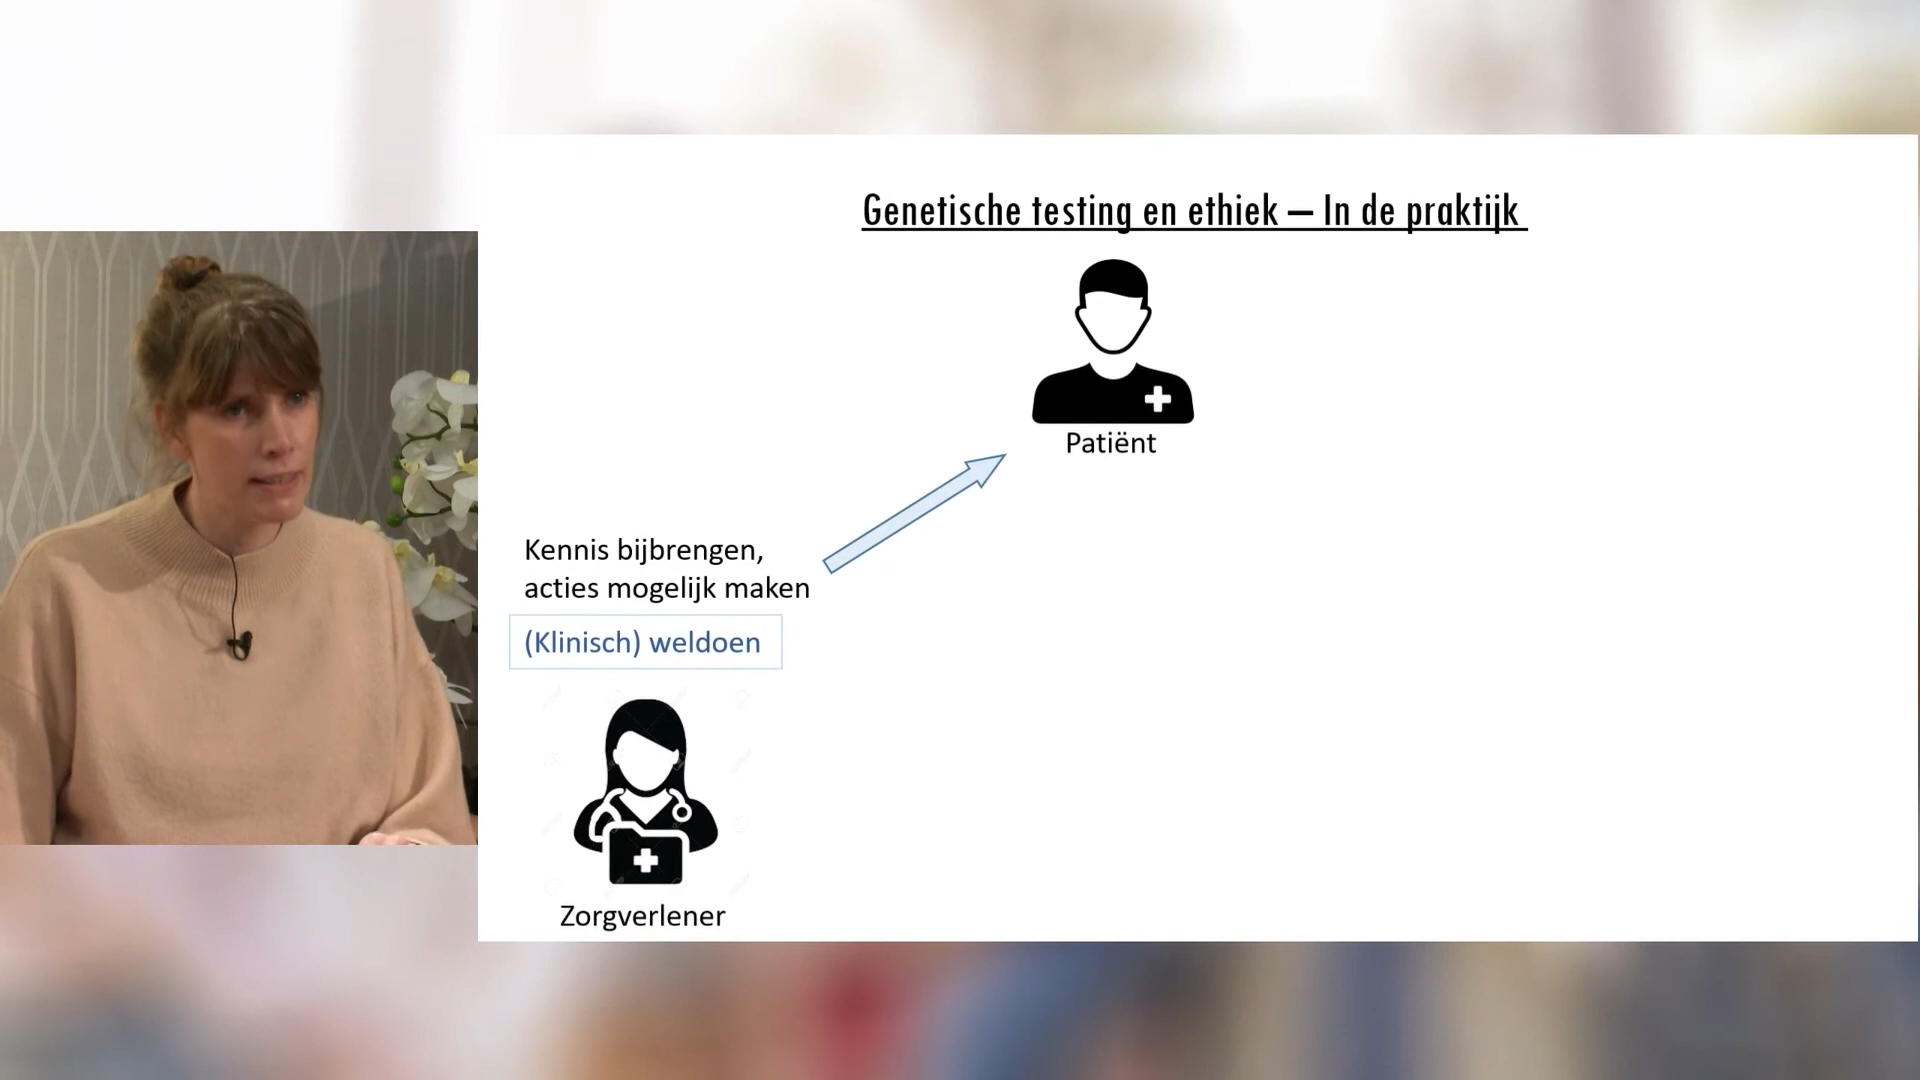 Genetische testing en ethiek – In de praktijk
Patiënt
Kennis bijbrengen,
acties mogelijk maken
(Klinisch) weldoen
Zorgverlener